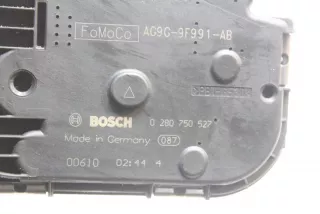 FoMoCo AG9G-9F991-AB
BOSCH 0 280 750 527
Made in Germany 087
00610 02:44 4